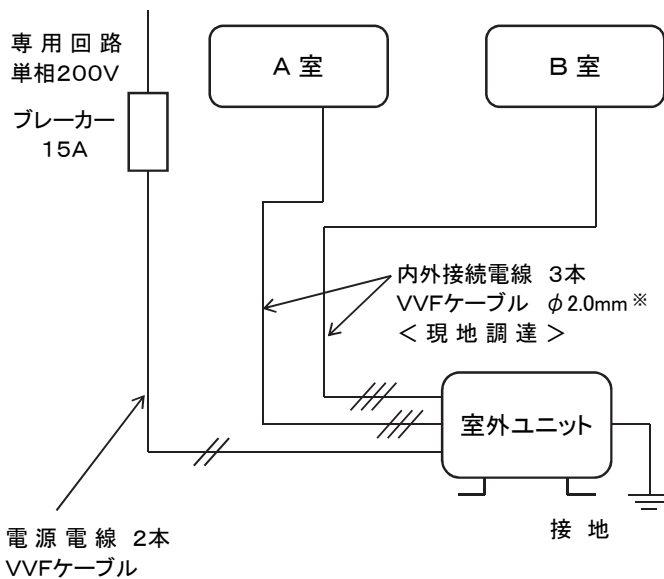 専用回路
単相200V
ブレーカー
15A
A 室
B 室
内外接続電線 3本
VVFケーブル φ2.0mm※
<現地調達>
室外ユニット
接 地
電源電線 2本
VVFケーブル